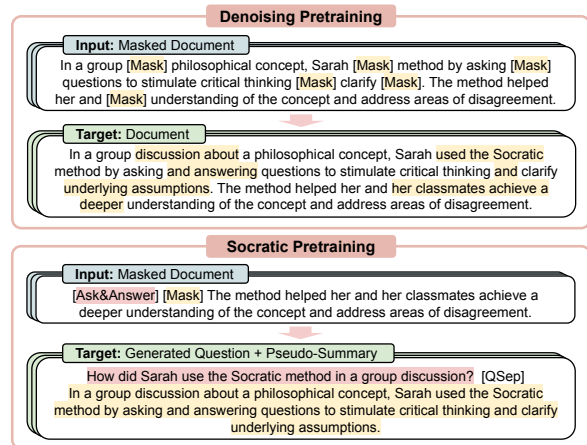 Denoising Pretraining
Input: Masked Document
In a group [Mask] philosophical concept, Sarah [Mask] method by asking [Mask]
questions to stimulate critical thinking [Mask] clarify [Mask]. The method helped
her and [Mask] understanding of the concept and address areas of disagreement.
Target: Document
In a group discussion about a philosophical concept, Sarah used the Socratic
method by asking and answering questions to stimulate critical thinking and clarify
underlying assumptions. The method helped her and her classmates achieve a
deeper understanding of the concept and address areas of disagreement.
Socratic Pretraining
Input: Masked Document
[Ask&Answer] [Mask] The method helped her and her classmates achieve a
deeper understanding of the concept and address areas of disagreement.
Target: Generated Question + Pseudo-Summary
How did Sarah use the Socratic method in a group discussion? [QSep]
In a group discussion about a philosophical concept, Sarah used the Socratic
method by asking and answering questions to stimulate critical thinking and clarify
underlying assumptions.